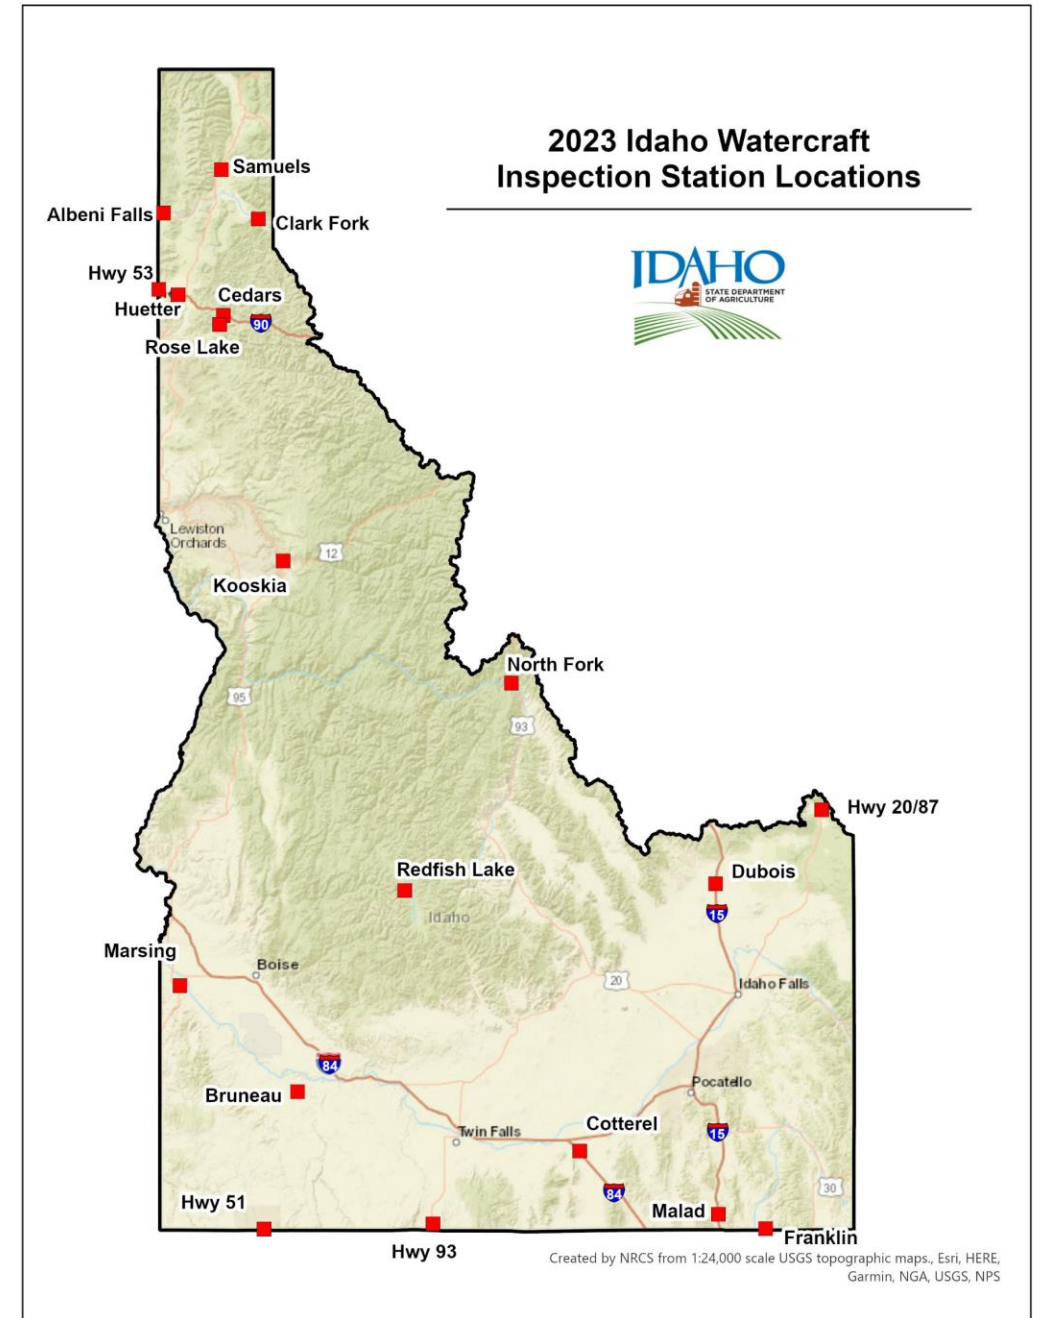 2023 Idaho Watercraft
Inspection Station Locations
IDAHO
STATE DEPARTMENT
OF AGRICULTURE
Samuels
Albeni Falls
Clark Fork
Hwy 53
Huetter
Cedars
90
Rose Lake
Lewiston
Orchards
12
Kooskia
North Fork
95
93
Hwy 20/87
Redfish Lake
Dubois
Idaho
15
Marsing
Boise
20
Idaho Falls
84
Bruneau
Pocatello
Cotterel
Twin Falls
15
84
30
Hwy 51
Malad
Franklin
Hwy 93
Created by NRCS from 1:24,000 scale USGS topographic maps., Esri, HERE,
Garmin, NGA, USGS, NPS